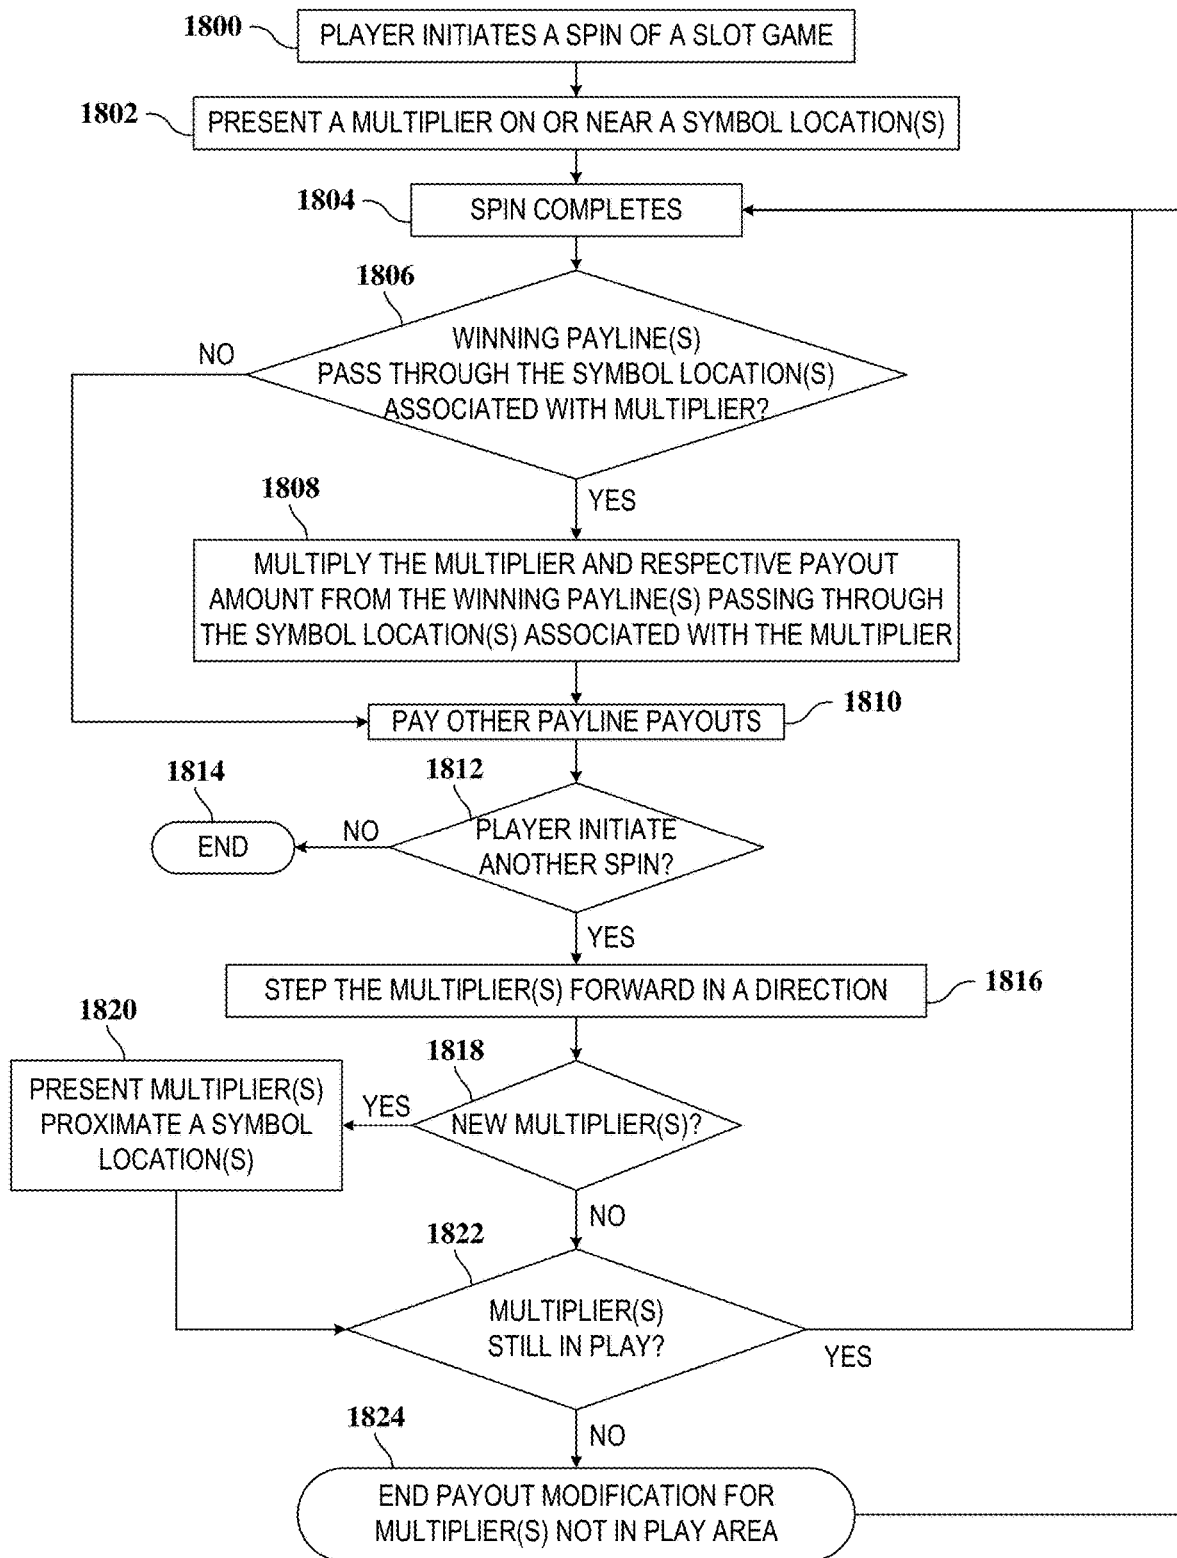 1800
PLAYER INITIATES A SPIN OF A SLOT GAME
1802
PRESENT A MULTIPLIER ON OR NEAR A SYMBOL LOCATION(S)
1804
SPIN COMPLETES
1806
WINNING PAYLINE(S)
PASS THROUGH THE SYMBOL LOCATION(S)
ASSOCIATED WITH MULTIPLIER?
NO
YES
1808
MULTIPLY THE MULTIPLIER AND RESPECTIVE PAYOUT
AMOUNT FROM THE WINNING PAYLINE(S) PASSING THROUGH
THE SYMBOL LOCATION(S) ASSOCIATED WITH THE MULTIPLIER
PAY OTHER PAYLINE PAYOUTS
1810
1812
PLAYER INITIATE
ANOTHER SPIN?
NO
1814
END
YES
STEP THE MULTIPLIER(S) FORWARD IN A DIRECTION
1816
1818
NEW MULTIPLIER(S)?
YES
1820
PRESENT MULTIPLIER(S)
PROXIMATE A SYMBOL
LOCATION(S)
NO
1822
MULTIPLIER(S)
STILL IN PLAY?
YES
NO
1824
END PAYOUT MODIFICATION FOR
MULTIPLIER(S) NOT IN PLAY AREA